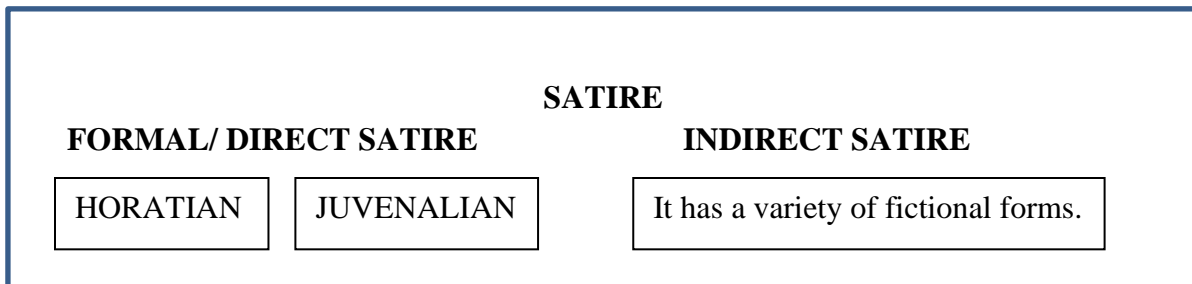 SATIRE
FORMAL/ DIRECT SATIRE INDIRECT SATIRE
HORATIAN JUVENALIAN It has a variety of fictional forms.